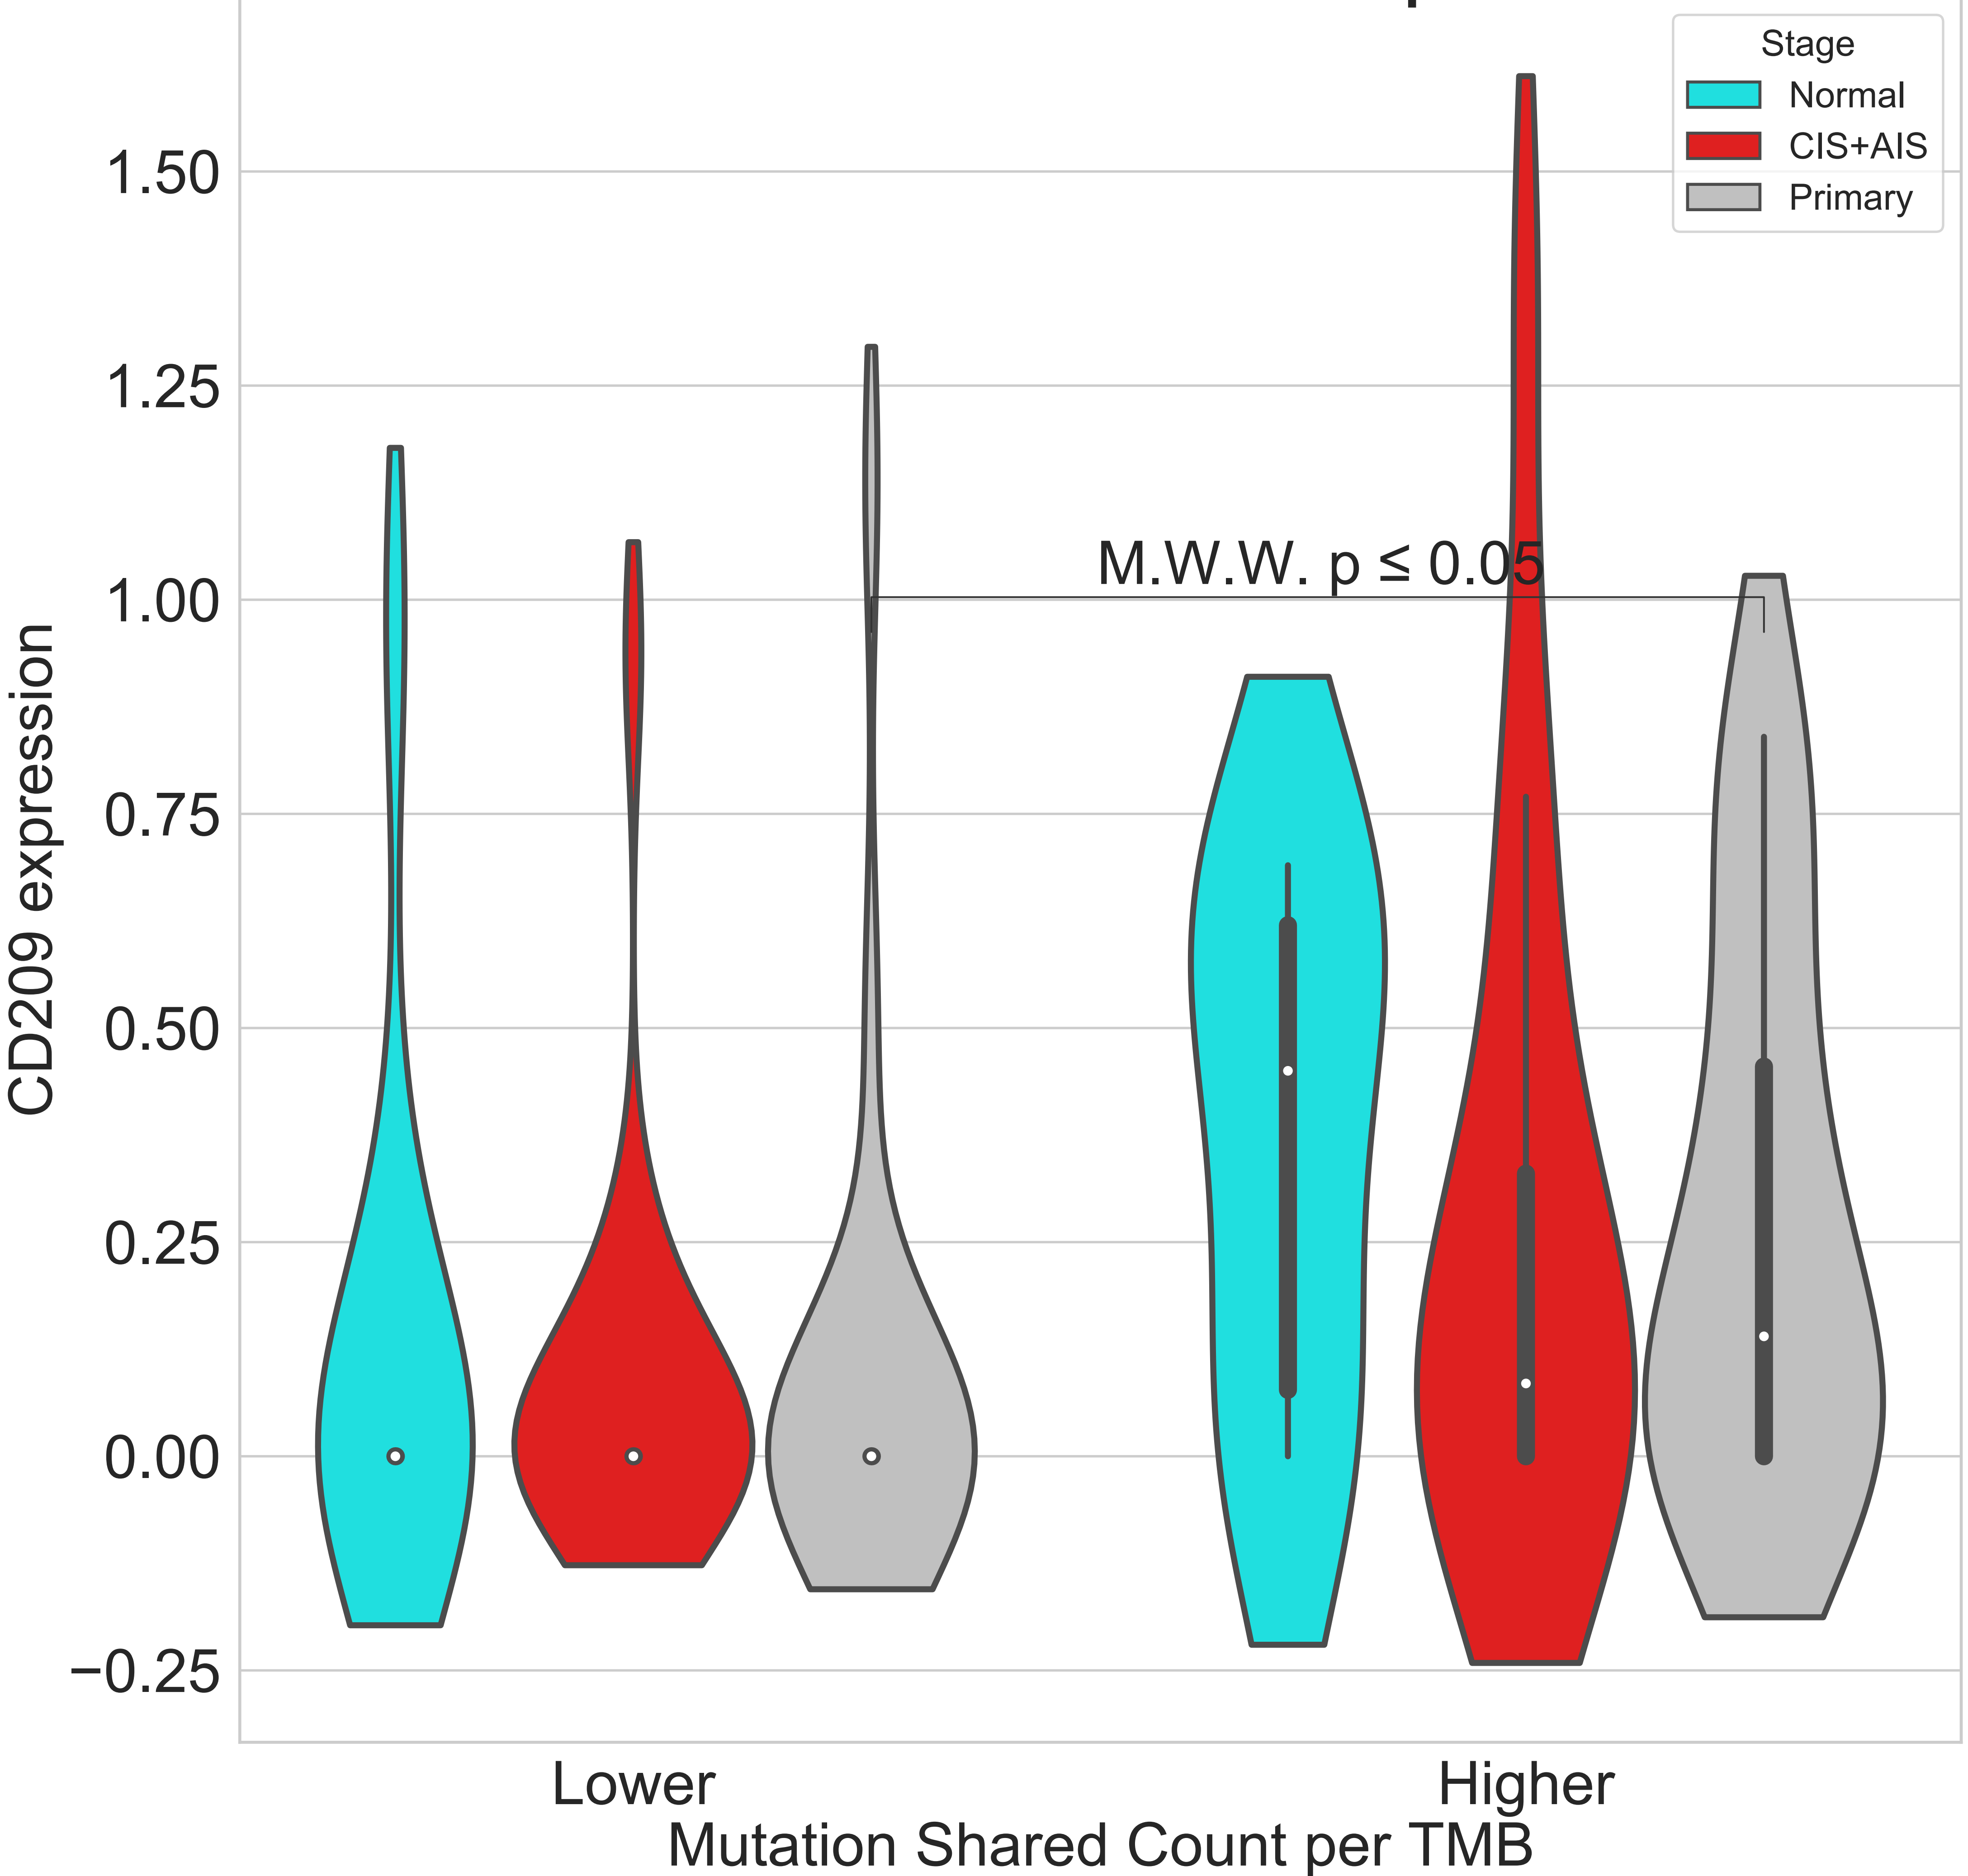 Stage
Normal
CIS+AIS
Primary
1.50
1.25
1.00
0.75
0.50
0.25
0.00
−0.25
CD209 expression
M.W.W. p ≤ 0.05
Lower
Higher
Mutation Shared Count per TMB